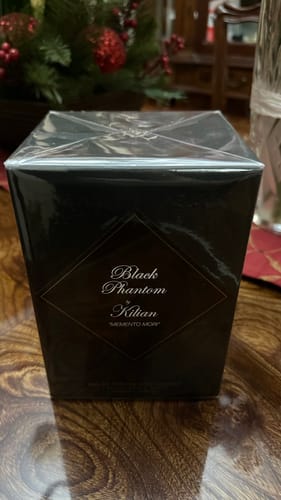 Black
Phantom
by
Kilian
"MEMENTO MORI"